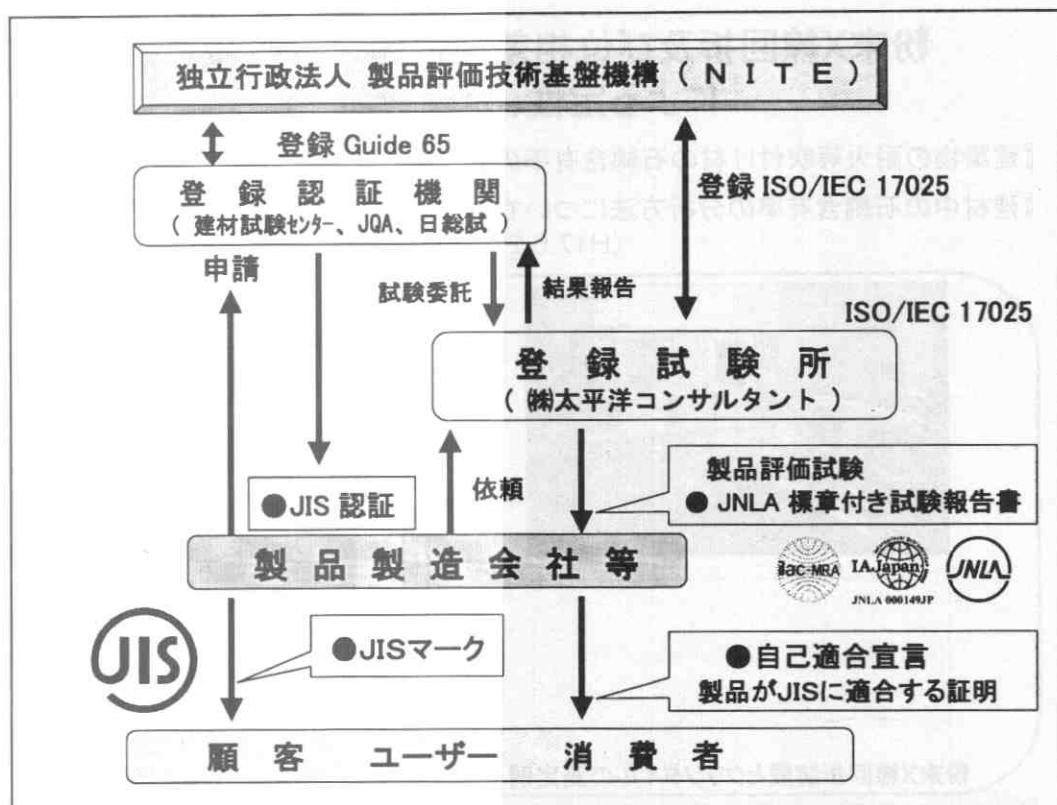 独立行政法人 製品評価技術基盤機構 ( N I T E )
登録 Guide 65
登録認証機関
( 建材試験センター、JQA、日総試 )
登録 ISO/IEC 17025
申請
試験委託
結果報告
ISO/IEC 17025
登録試験所
( ㈱太平洋コンサルタント )
製品評価試験
● JNLA 標章付き試験報告書
依頼
●JIS 認証
製品製造会社等
ilac-MRA
IA Japan
JNLA
JNLA 000149JP
JIS
●JISマーク
●自己適合宣言
製品がJISに適合する証明
顧客 ユーザー 消費者